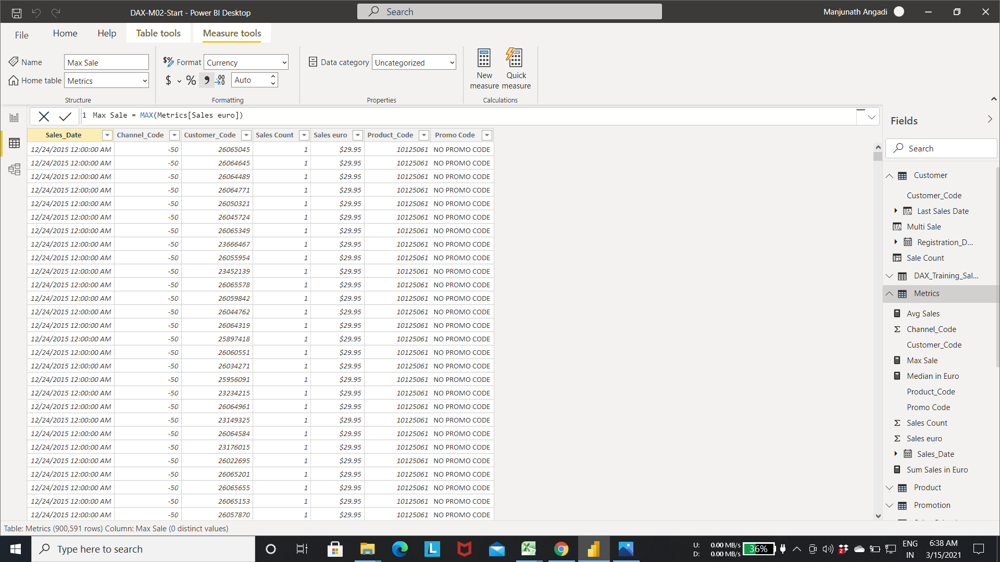 DAX-M02-Start - Power BI Desktop
Search
Manjunath Angadi
File
Home
Help
Table tools
Measure tools
Name
Max Sale
Format
Currency
Data category
Uncategorized
New
measure
Quick
measure
Home table
Metrics
$ % , .00
Auto
Structure
Formatting
Properties
Calculations
1 Max Sale = MAX(Metrics[Sales euro])
Sales_Date Channel_Code Customer_Code Sales Count Sales euro Product_Code Promo Code
12/24/2015 12:00:00 AM -50 26065045 1 $29.95 10125061 NO PROMO CODE
12/24/2015 12:00:00 AM -50 26064645 1 $29.95 10125061 NO PROMO CODE
12/24/2015 12:00:00 AM -50 26064489 1 $29.95 10125061 NO PROMO CODE
12/24/2015 12:00:00 AM -50 26064771 1 $29.95 10125061 NO PROMO CODE
12/24/2015 12:00:00 AM -50 26050321 1 $29.95 10125061 NO PROMO CODE
12/24/2015 12:00:00 AM -50 26045724 1 $29.95 10125061 NO PROMO CODE
12/24/2015 12:00:00 AM -50 26065349 1 $29.95 10125061 NO PROMO CODE
12/24/2015 12:00:00 AM -50 23666467 1 $29.95 10125061 NO PROMO CODE
12/24/2015 12:00:00 AM -50 26055954 1 $29.95 10125061 NO PROMO CODE
12/24/2015 12:00:00 AM -50 23452139 1 $29.95 10125061 NO PROMO CODE
12/24/2015 12:00:00 AM -50 26065578 1 $29.95 10125061 NO PROMO CODE
12/24/2015 12:00:00 AM -50 26059842 1 $29.95 10125061 NO PROMO CODE
12/24/2015 12:00:00 AM -50 26044762 1 $29.95 10125061 NO PROMO CODE
12/24/2015 12:00:00 AM -50 26064319 1 $29.95 10125061 NO PROMO CODE
12/24/2015 12:00:00 AM -50 25897418 1 $29.95 10125061 NO PROMO CODE
12/24/2015 12:00:00 AM -50 26060551 1 $29.95 10125061 NO PROMO CODE
12/24/2015 12:00:00 AM -50 26034271 1 $29.95 10125061 NO PROMO CODE
12/24/2015 12:00:00 AM -50 25956091 1 $29.95 10125061 NO PROMO CODE
12/24/2015 12:00:00 AM -50 23234215 1 $29.95 10125061 NO PROMO CODE
12/24/2015 12:00:00 AM -50 26064961 1 $29.95 10125061 NO PROMO CODE
12/24/2015 12:00:00 AM -50 23149325 1 $29.95 10125061 NO PROMO CODE
12/24/2015 12:00:00 AM -50 26064584 1 $29.95 10125061 NO PROMO CODE
12/24/2015 12:00:00 AM -50 23176015 1 $29.95 10125061 NO PROMO CODE
12/24/2015 12:00:00 AM -50 26022695 1 $29.95 10125061 NO PROMO CODE
12/24/2015 12:00:00 AM -50 26065201 1 $29.95 10125061 NO PROMO CODE
12/24/2015 12:00:00 AM -50 26065655 1 $29.95 10125061 NO PROMO CODE
12/24/2015 12:00:00 AM -50 26065153 1 $29.95 10125061 NO PROMO CODE
12/24/2015 12:00:00 AM -50 26057870 1 $29.95 10125061 NO PROMO CODE
Fields
Search
Customer
Customer_Code
Last Sales Date
Multi Sale
Registration_D...
Sale Count
DAX_Training_Sal...
Metrics
Avg Sales
Channel_Code
Customer_Code
Max Sale
Median in Euro
Product_Code
Promo Code
Sales Count
Sales euro
Sales_Date
Sum Sales in Euro
Product
Promotion
Table: Metrics (900,591 rows) Column: Max Sale (0 distinct values)
Type here to search
U: 0.00 MB/s
D: 0.00 MB/s
36%
2
ENG
IN
6:38 AM
3/15/2021